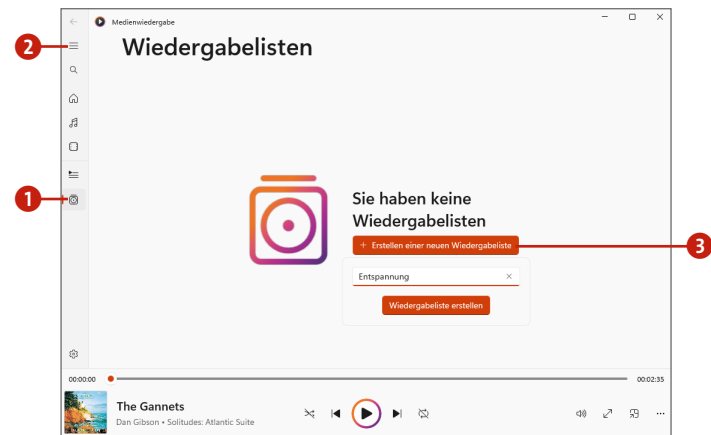 Medienwiedergabe
Wiedergabelisten
2
1
Sie haben keine
Wiedergabelisten
+ Erstellen einer neuen Wiedergabeliste
3
Entspannung
Wiedergabeliste erstellen
00:00:00
00:02:35
The Gannets
Dan Gibson • Solitudes: Atlantic Suite